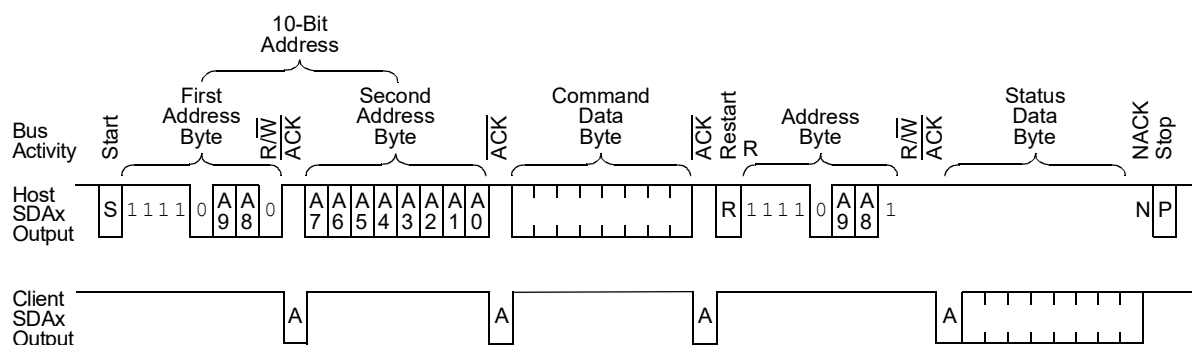 10-Bit
Address
First
Address
Byte
Second
Address
Byte
Command
Data
Byte
Address
Byte
Status
Data
Byte
Bus
Activity
Start
R/W
ACK
ACK
ACK
Restart
R
R/W
ACK
NACK
Stop
Host
SDAx
Output
S 1 1 1 1 0 A9 A8 0 A7 A6 A5 A4 A3 A2 A1 A0 R 1 1 1 1 0 A9 A8 1 N P
Client
SDAx
Output
A A A A